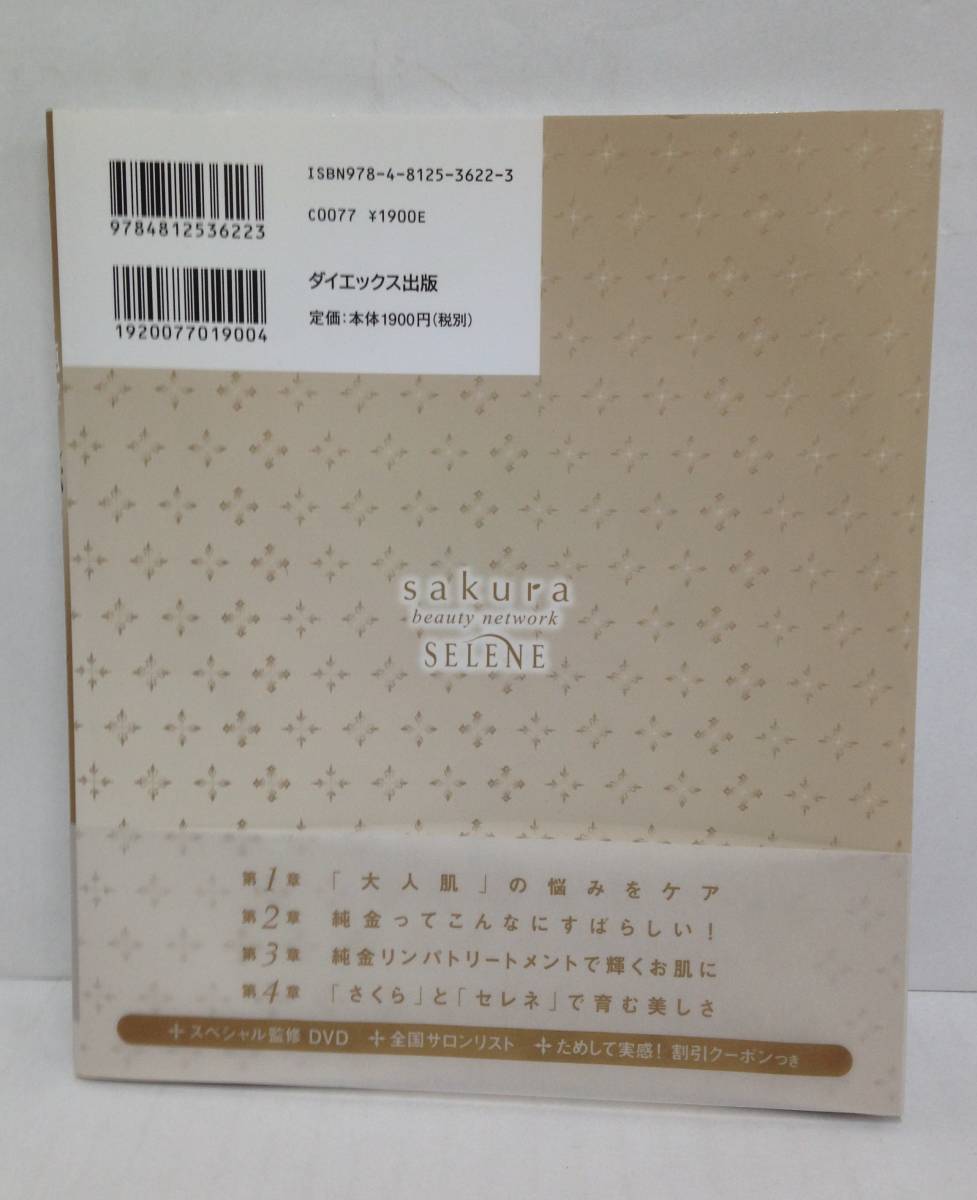 ISBN978-4-8125-3622-3
9784812536223
C0077 ¥1900E
ダイエックス出版
1920077019004
定価:本体1900円(税別)
sakura
beauty network
SELENE
第1章 「大人肌」の悩みをケア
第2章 純金ってこんなにすばらしい!
第3章 純金リンパトリートメントで輝くお肌に
第4章 「さくら」と「セレネ」で育む美しさ
スペシャル監修 DVD 全国サロンリスト ためして実感! 割引クーポンつき